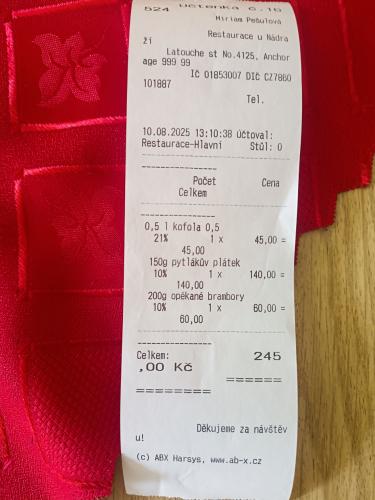 524 Účtenka č.10
Miriam Pešulová
Restaurace u Nádra
ží
Latouche st No.4125, Anchor
age 999 99
IČ 01853007 DIČ CZ7860
101887
Tel.
10.08.2025 13:10:38 účtoval:
Restaurace-Hlavní Stůl: 0
Počet Cena
Celkem
0,5 l kofola 0,5
21% 1 x 45,00 =
45,00
150g pytlákův plátek
10% 1 x 140,00 =
140,00
200g opékané brambory
10% 1 x 60,00 =
60,00
Celkem: 245
,00 Kč
======
========
Děkujeme za návštěv
u!
(c) ABX Harsys, www.ab-x.cz